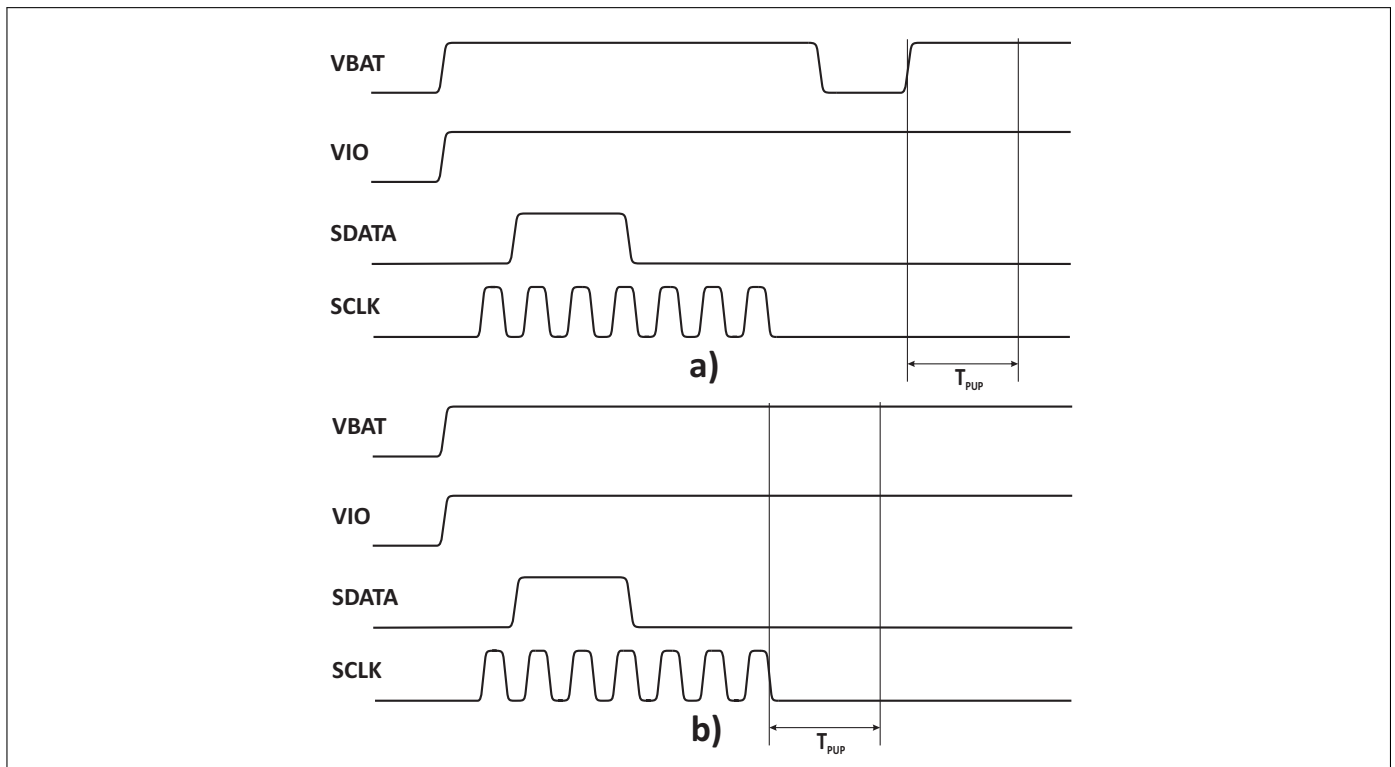 VBAT
VIO
SDATA
SCLK
a)
TPUP
VBAT
VIO
SDATA
SCLK
b)
TPUP